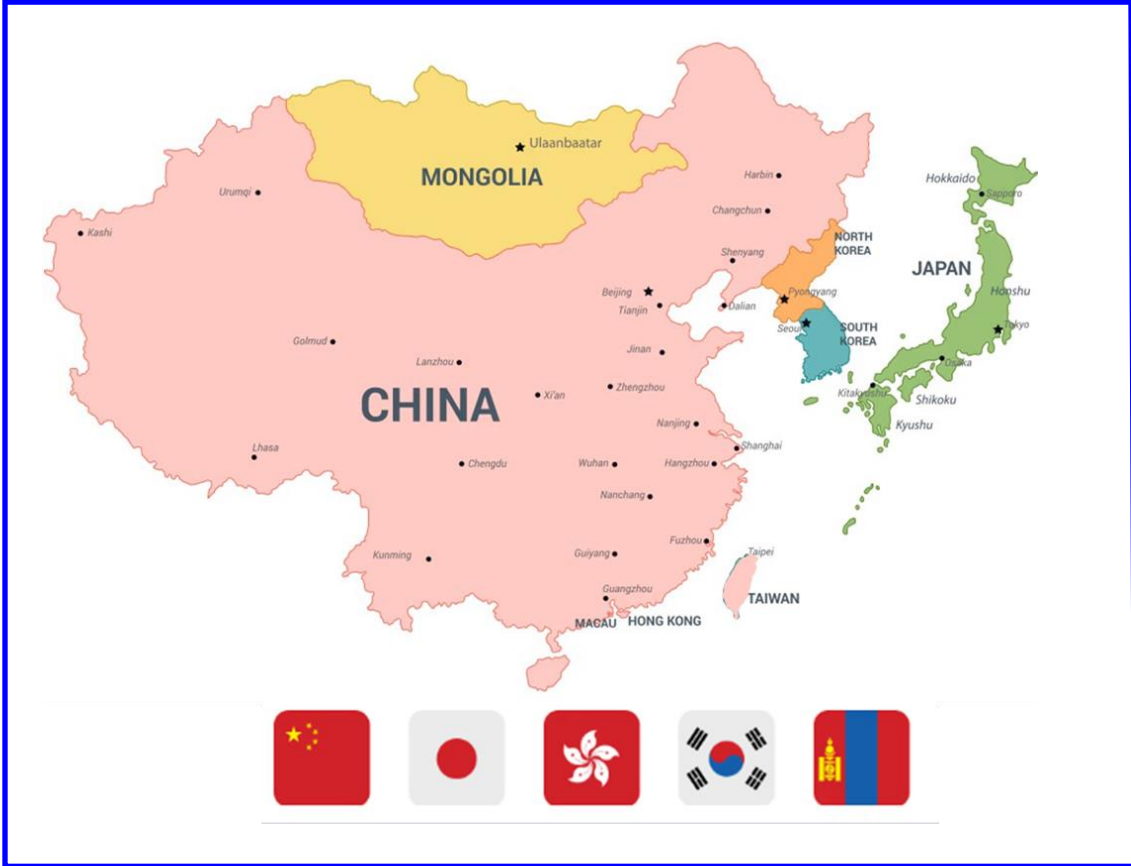 Ulaanbaatar
MONGOLIA
Harbin
Hokkaido
Sapporo
Urumqi
Changchun
Kashi
NORTH
KOREA
Shenyang
JAPAN
Beijing
Pyongyang
Honshu
Tianjin
Dalian
Seoul
SOUTH
KOREA
Tokyo
Golmud
Jinan
Lanzhou
Osaka
Zhengzhou
Kitakyushu
CHINA
Xi'an
Shikoku
Nanjing
Kyushu
Lhasa
Shanghai
Chengdu
Wuhan
Hangzhou
Nanchang
Fuzhou
Kunming
Guiyang
Taipei
Guangzhou
TAIWAN
MACAU
HONG KONG